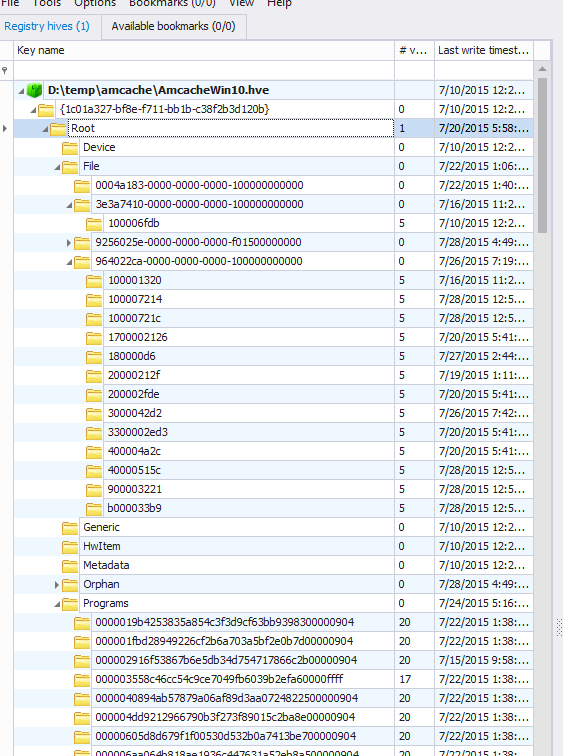 File Tools Options Bookmarks (0/0) View Help
Registry hives (1) Available bookmarks (0/0)
Key name # v... Last write timest...
D:\temp\amcache\AmcacheWin10.hve 7/10/2015 12:2...
{1c01a327-bf8e-f711-bb1b-c38f2b3d120b} 0 7/10/2015 12:2...
Root 1 7/20/2015 5:58:...
Device 0 7/10/2015 12:2...
File 0 7/22/2015 1:06:...
0004a183-0000-0000-0000-100000000000 0 7/22/2015 1:40:...
3e3a7410-0000-0000-0000-100000000000 0 7/16/2015 11:2...
100006fdb 5 7/10/2015 12:2...
9256025e-0000-0000-0000-f01500000000 0 7/28/2015 4:49:...
964022ca-0000-0000-0000-100000000000 0 7/26/2015 7:19:...
100001320 5 7/16/2015 11:2...
100007214 5 7/28/2015 12:5...
10000721c 5 7/28/2015 12:5...
1700002126 5 7/20/2015 5:41:...
180000d6 5 7/27/2015 2:44:...
20000212f 5 7/19/2015 1:11:...
200002fde 5 7/20/2015 5:41:...
3000042d2 5 7/26/2015 7:42:...
3300002ed3 5 7/20/2015 5:41:...
400004a2c 5 7/20/2015 5:41:...
40000515c 5 7/28/2015 12:5...
900003221 5 7/28/2015 12:5...
b000033b9 5 7/28/2015 12:5...
Generic 0 7/10/2015 12:2...
HwItem 0 7/10/2015 12:2...
Metadata 0 7/10/2015 12:2...
Orphan 0 7/28/2015 4:49:...
Programs 0 7/24/2015 5:16:...
0000019b4253835a854c3f3d9cf63bb9398300000904 20 7/22/2015 1:38:...
000001fbd28949226cf2b6a703a5bf2e0b7d00000904 20 7/22/2015 1:38:...
000002916f53867b6e5db34d754717866c2b00000904 20 7/15/2015 9:58:...
000003558c46cc54c9ce7049fb6039b2efa60000ffff 17 7/22/2015 1:38:...
0000040894ab57879a06af89d3aa0724822500000904 20 7/22/2015 1:38:...
000004dd9212966790b3f273f89015c2ba8e00000904 20 7/22/2015 1:38:...
00000605d8d679f1f00530d532b0a7413be700000904 20 7/22/2015 1:38:...
000006aa064b818ae1936c447631a52eb8a500000904 20 7/22/2015 1:38:...